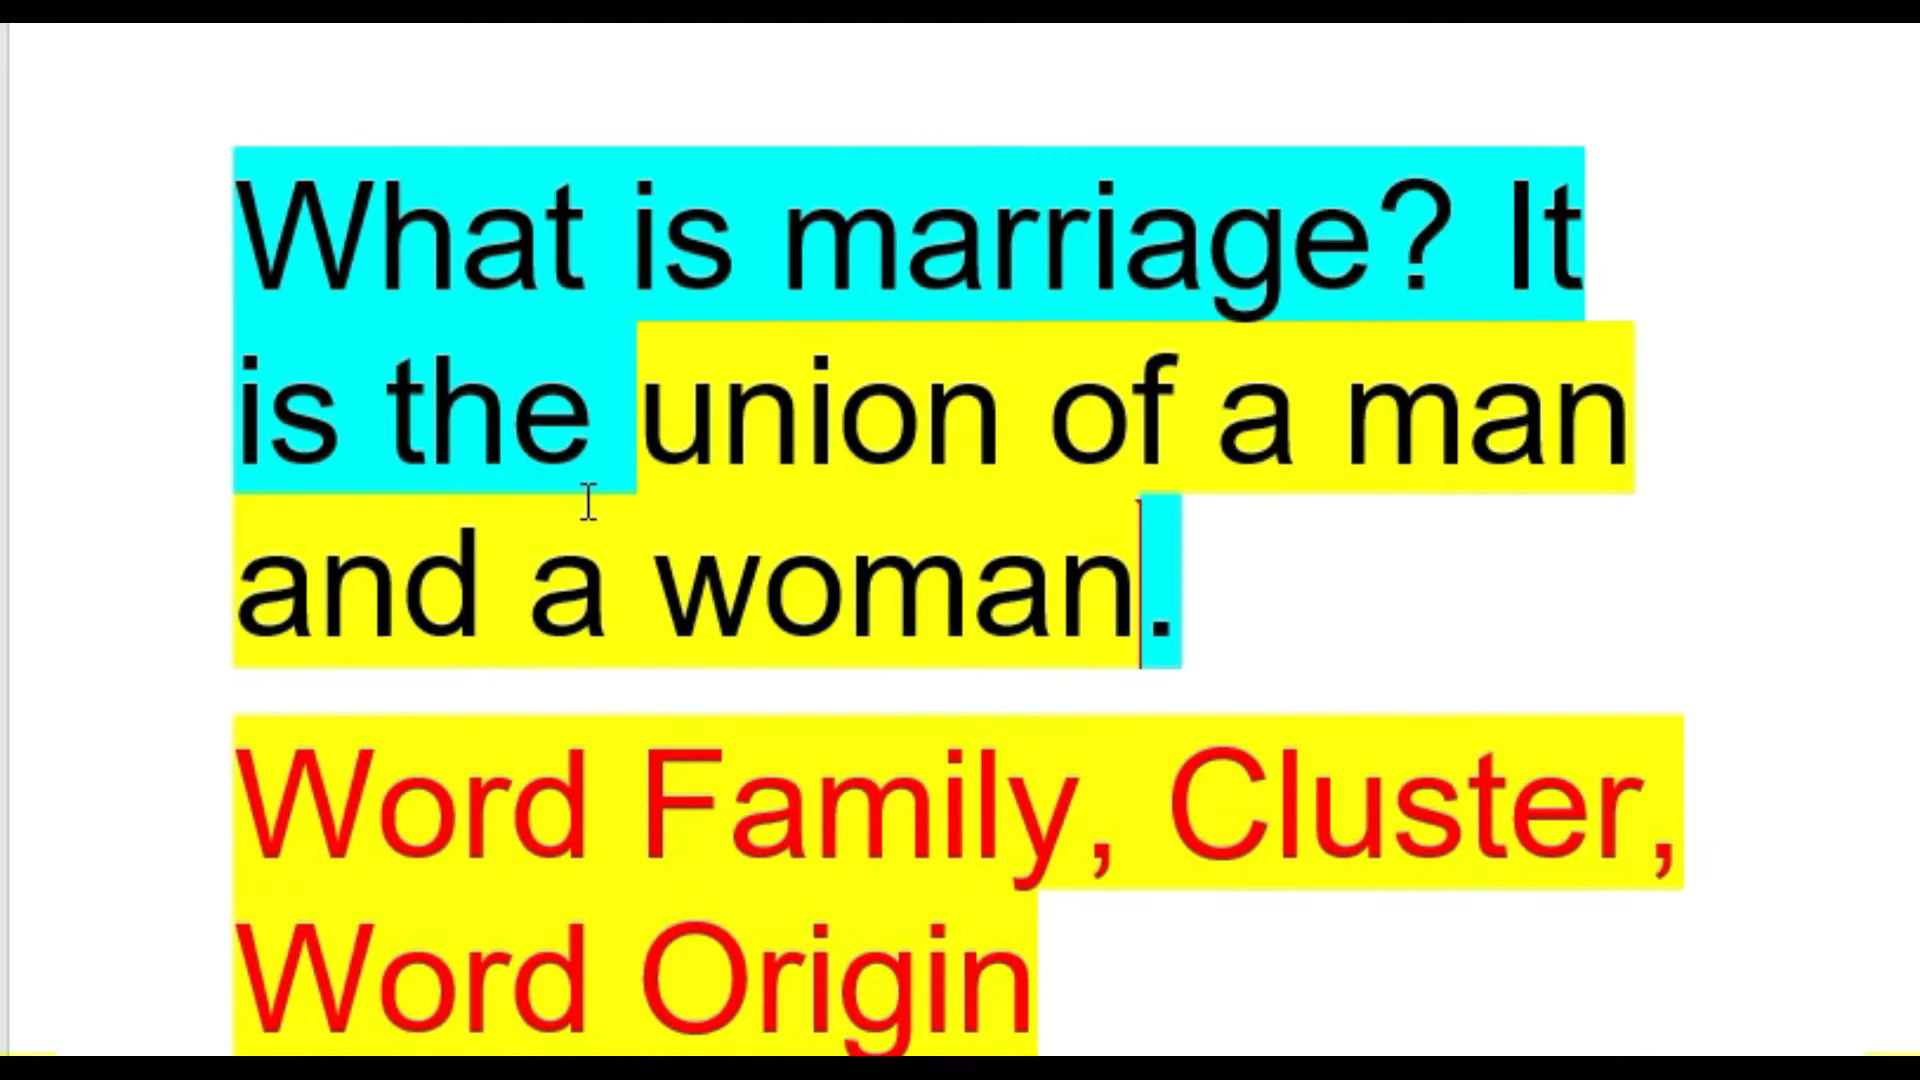 What is marriage? It
is the union of a man
and a woman.
Word Family, Cluster,
Word Origin